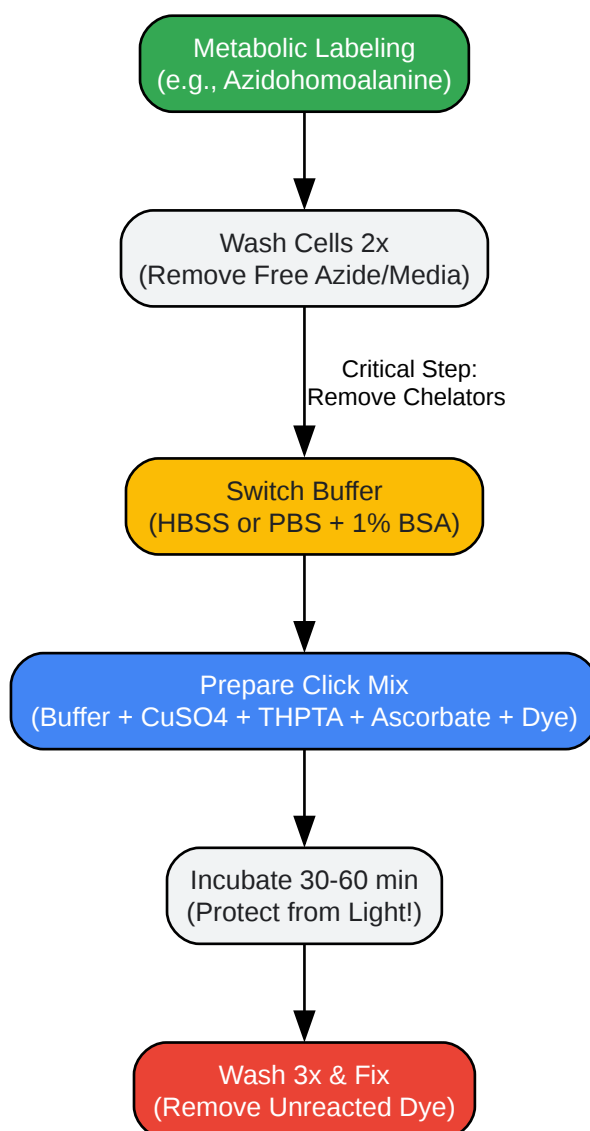 Metabolic Labeling
(e.g., Azidohomoalanine)
Wash Cells 2x
(Remove Free Azide/Media)
Critical Step:
Remove Chelators
Switch Buffer
(HBSS or PBS + 1% BSA)
Prepare Click Mix
(Buffer + CuSO4 + THPTA + Ascorbate + Dye)
Incubate 30-60 min
(Protect from Light!)
Wash 3x & Fix
(Remove Unreacted Dye)